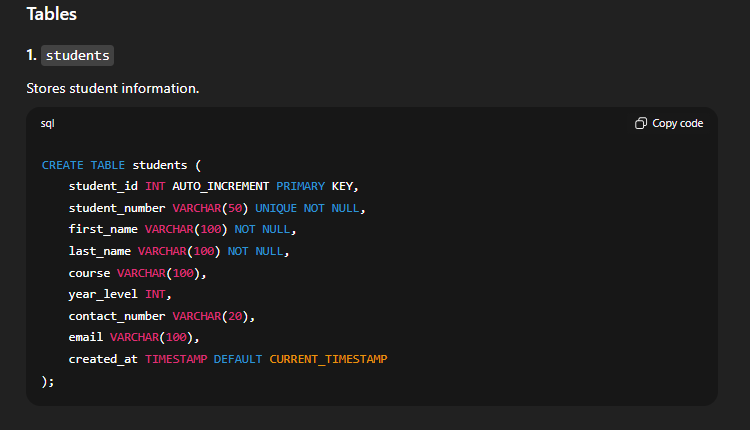 Tables
1. students
Stores student information.
sql
Copy code
CREATE TABLE students (
    student_id INT AUTO_INCREMENT PRIMARY KEY,
    student_number VARCHAR(50) UNIQUE NOT NULL,
    first_name VARCHAR(100) NOT NULL,
    last_name VARCHAR(100) NOT NULL,
    course VARCHAR(100),
    year_level INT,
    contact_number VARCHAR(20),
    email VARCHAR(100),
    created_at TIMESTAMP DEFAULT CURRENT_TIMESTAMP
);